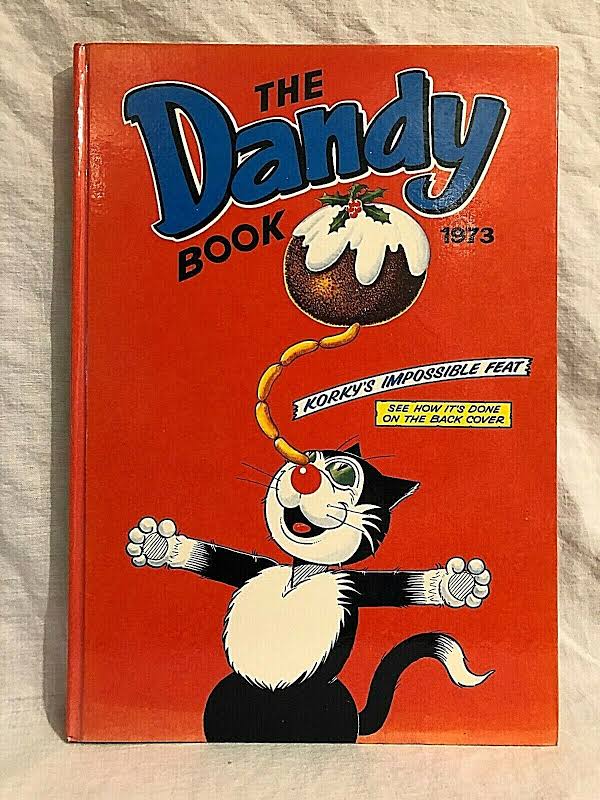 THE
Dandy
BOOK
1973
KORKY'S IMPOSSIBLE FEAT
SEE HOW IT'S DONE
ON THE BACK COVER